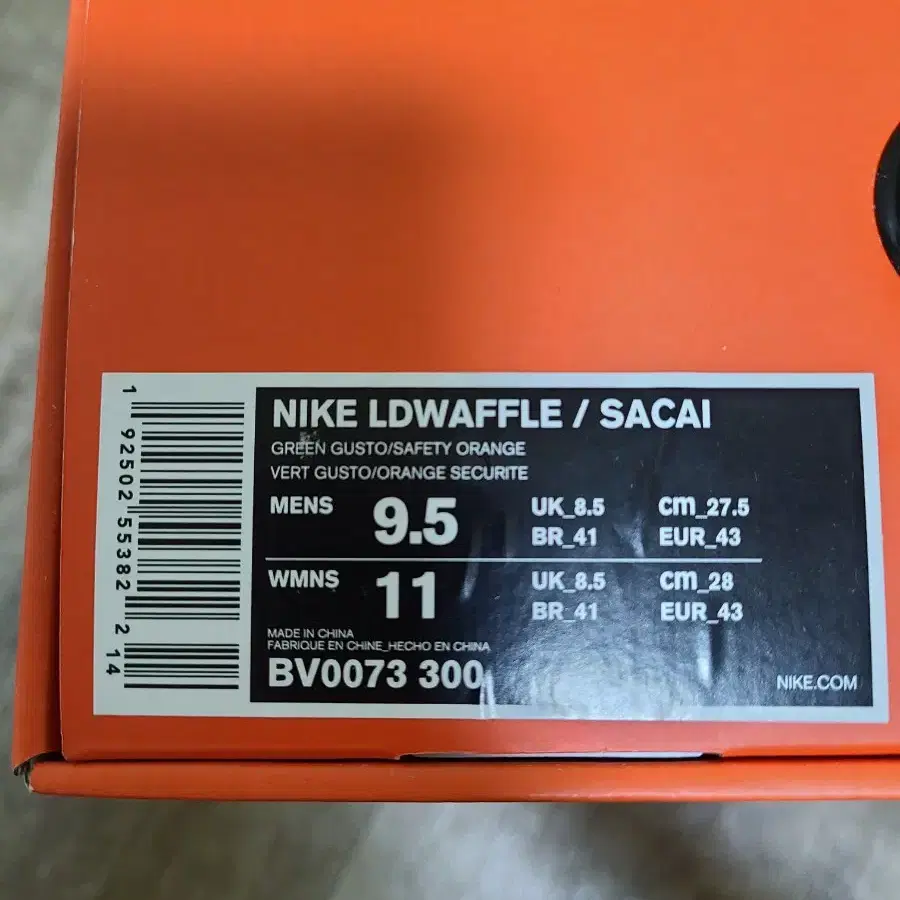 1 92502 55382 2 14
NIKE LDWAFFLE / SACAI
GREEN GUSTO/SAFETY ORANGE
VERT GUSTO/ORANGE SECURITE
MENS 9.5 UK_8.5 cm_27.5
BR_41 EUR_43
WMNS 11 UK_8.5 cm_28
BR_41 EUR_43
MADE IN CHINA
FABRIQUE EN CHINE_HECHO EN CHINA
BV0073 300
NIKE.COM